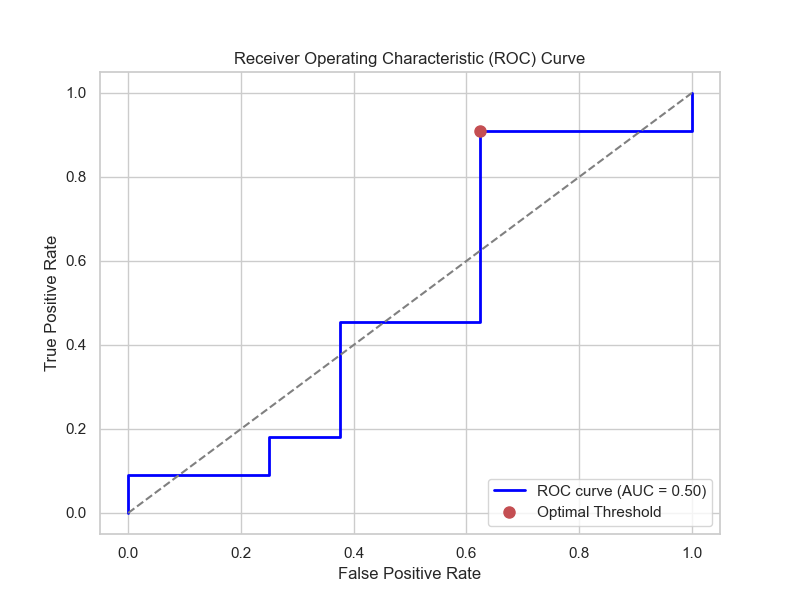 Receiver Operating Characteristic (ROC) Curve
True Positive Rate
1.0
0.8
0.6
0.4
0.2
0.0
ROC curve (AUC = 0.50)
Optimal Threshold
0.0 0.2 0.4 0.6 0.8 1.0
False Positive Rate